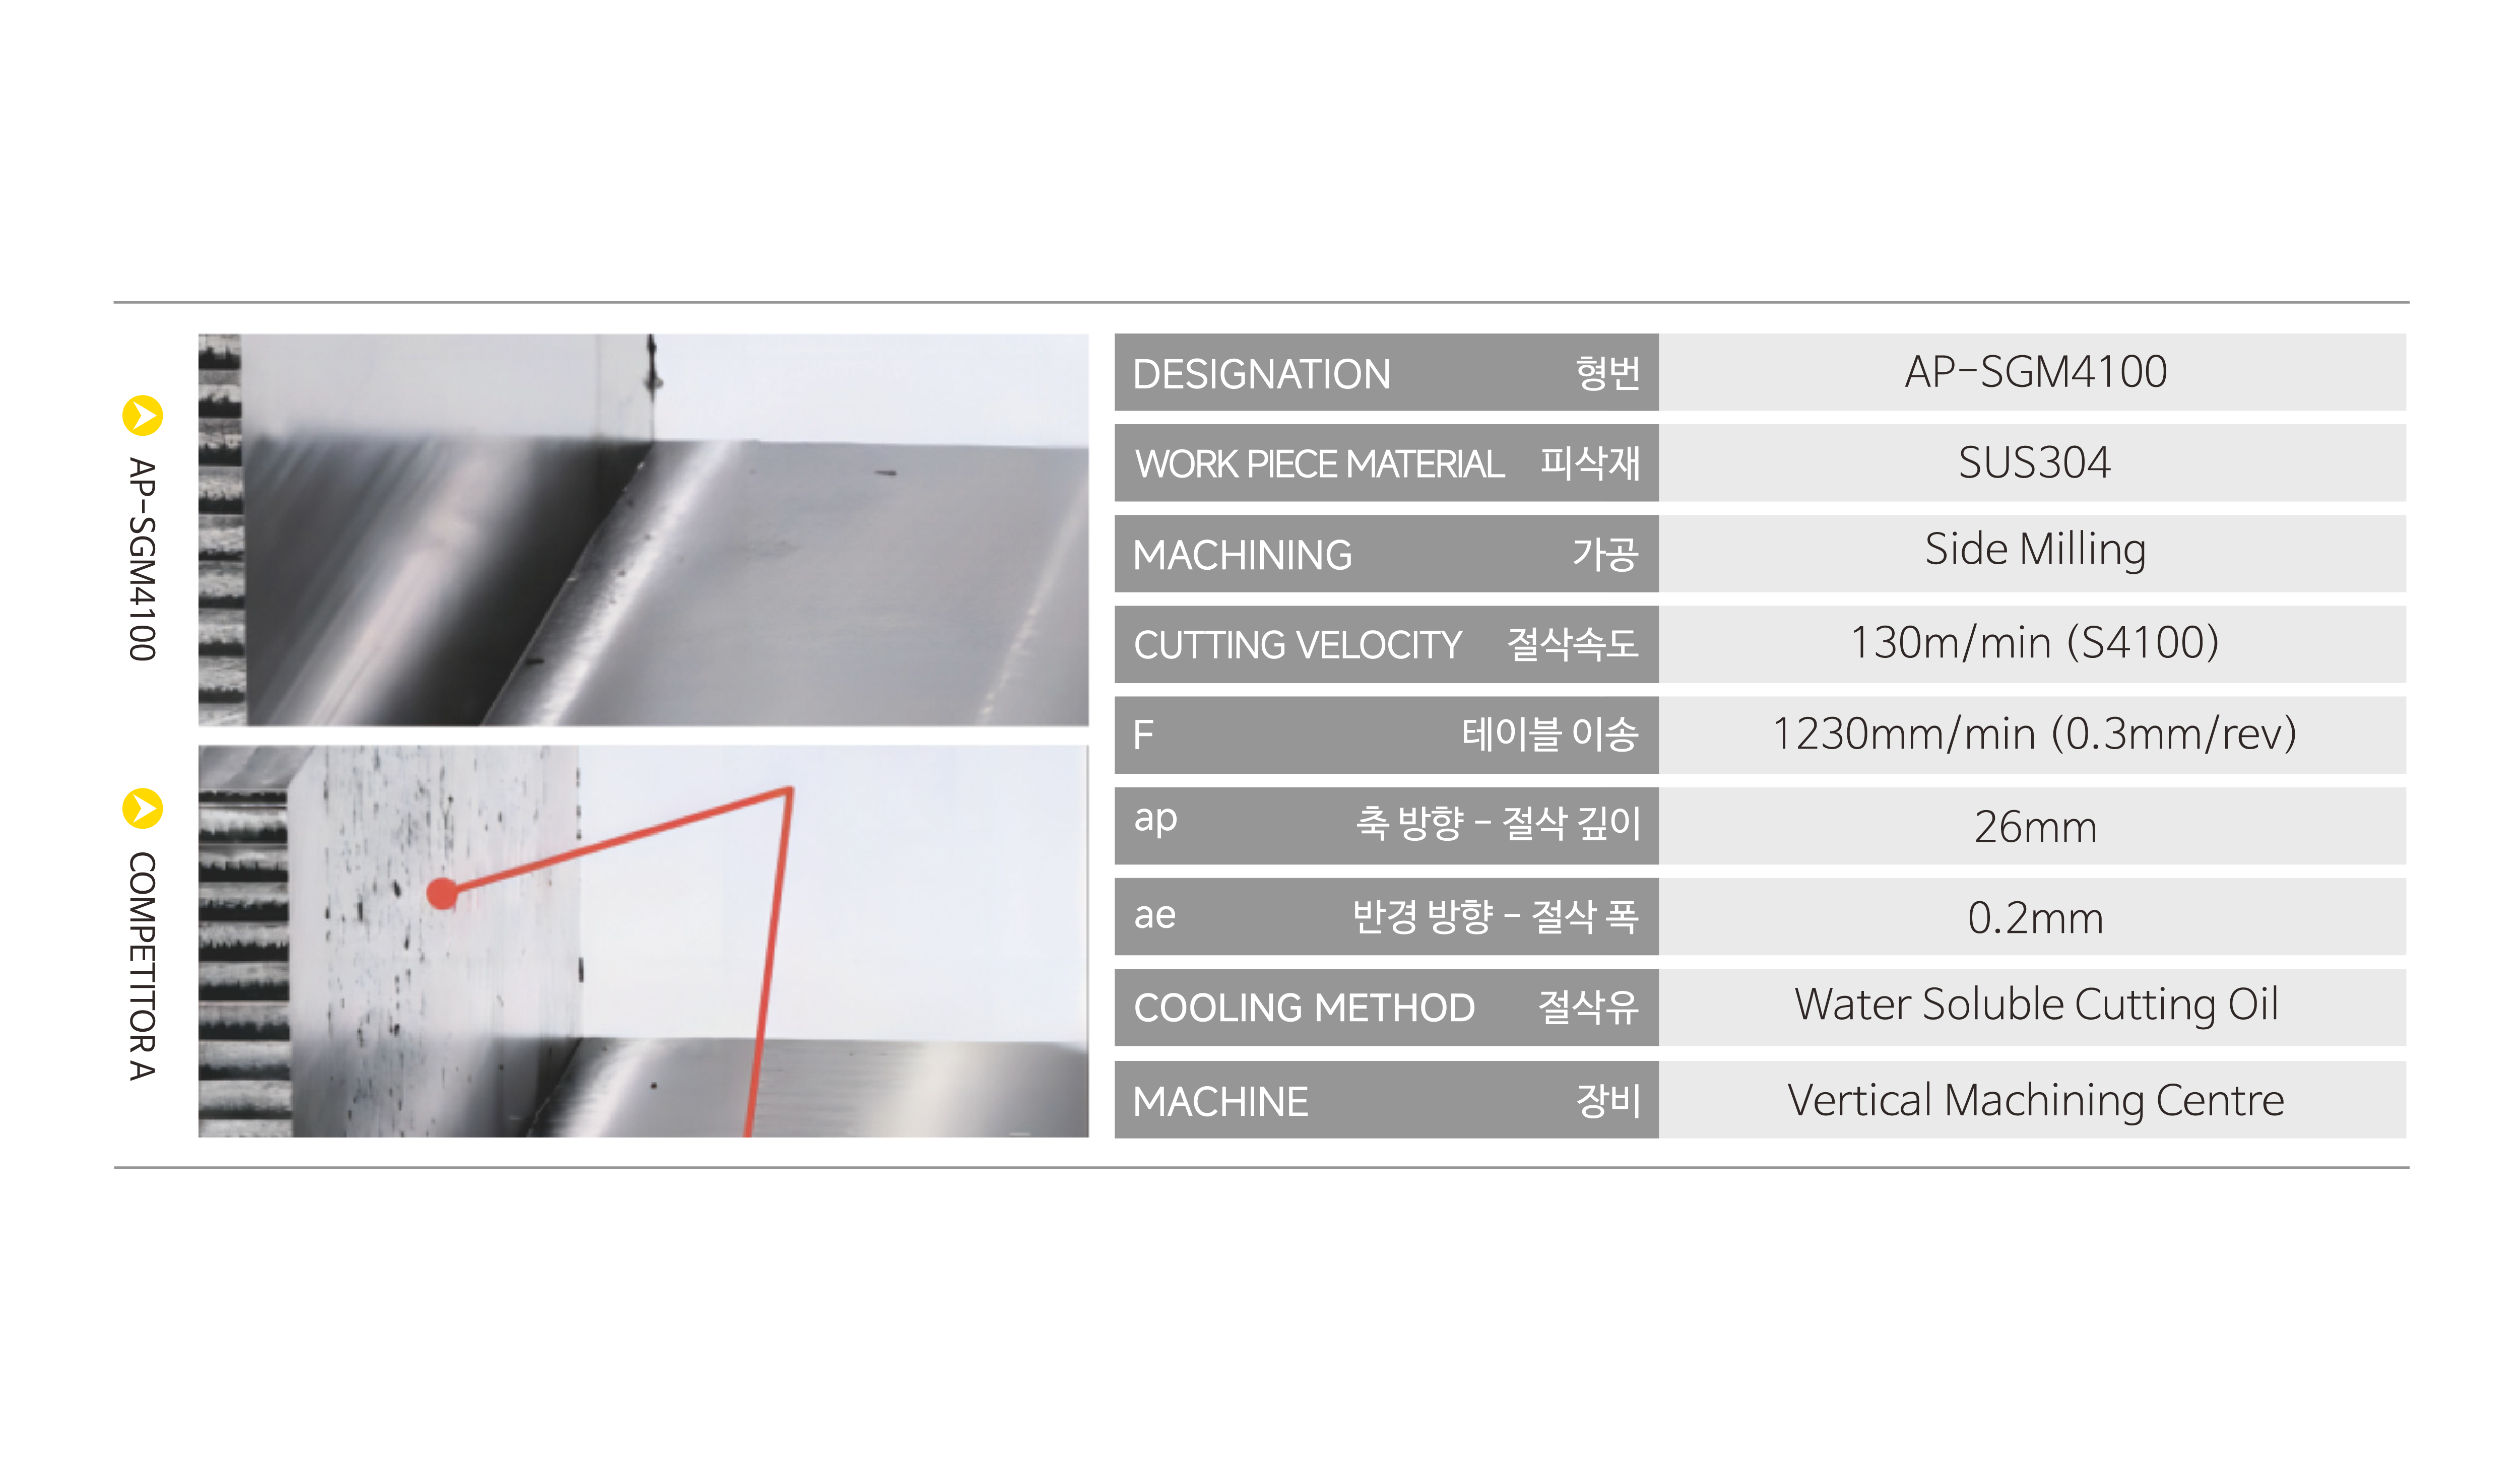 AP-SGM4100
COMPETITOR A
DESIGNATION 형번 AP-SGM4100
WORK PIECE MATERIAL 피삭재 SUS304
MACHINING 가공 Side Milling
CUTTING VELOCITY 절삭속도 130m/min (S4100)
F 테이블 이송 1230mm/min (0.3mm/rev)
ap 축 방향 - 절삭 깊이 26mm
ae 반경 방향 - 절삭 폭 0.2mm
COOLING METHOD 절삭유 Water Soluble Cutting Oil
MACHINE 장비 Vertical Machining Centre